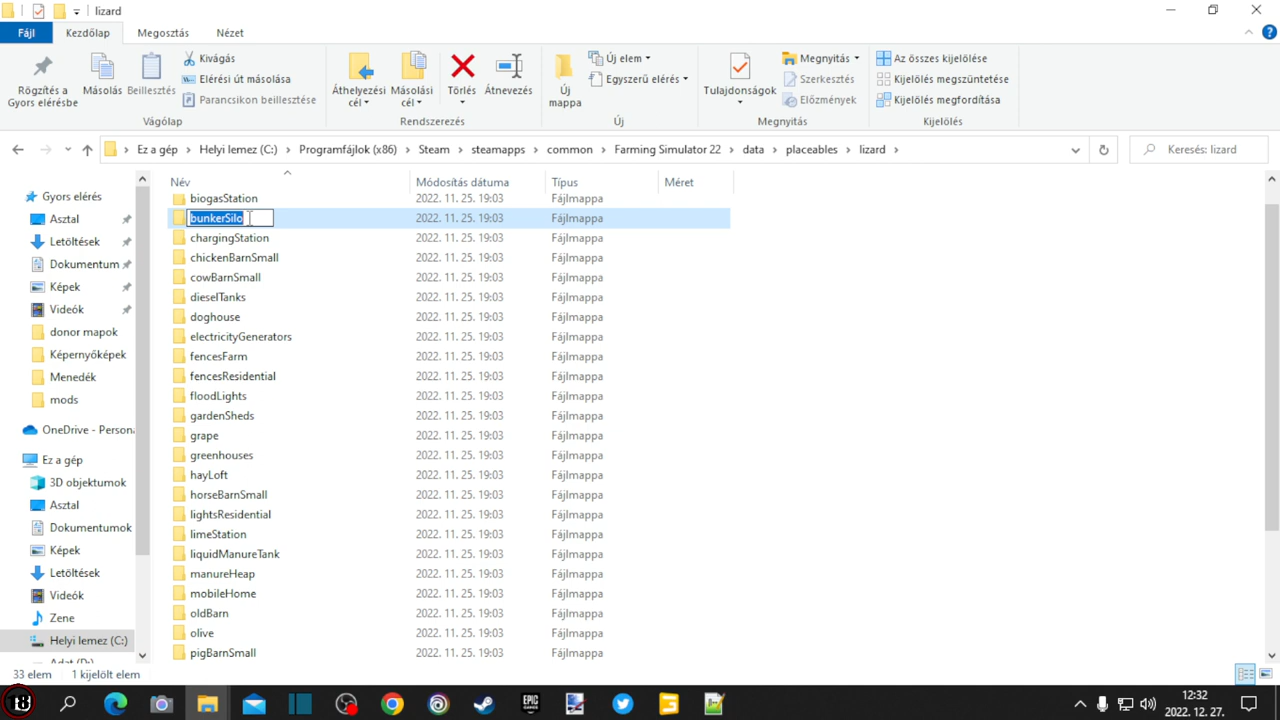 lizard
Fájl
Kezdőlap
Megosztás
Nézet
Rögzítés a Gyors elérésbe
Másolás
Beillesztés
Kivágás
Elérési út másolása
Parancsikon beillesztése
Vágólap
Áthelyezési cél
Másolási cél
Törlés
Átnevezés
Rendszerezés
Új mappa
Új elem
Egyszerű elérés
Új
Tulajdonságok
Megnyitás
Szerkesztés
Előzmények
Megnyitás
Az összes kijelölése
Kijelölés megszüntetése
Kijelölés megfordítása
Kijelölés
Ez a gép > Helyi lemez (C:) > Programfájlok (x86) > Steam > steamapps > common > Farming Simulator 22 > data > placeables > lizard >
Keresés: lizard
Gyors elérés
Asztal
Letöltések
Dokumentum
Képek
Videók
donor mapok
Képernyőképek
Menedék
mods
OneDrive - Persona
Ez a gép
3D objektumok
Asztal
Dokumentumok
Képek
Letöltések
Videók
Zene
Helyi lemez (C:)
Adat (D:)
Név Módosítás dátuma Típus Méret
biogasStation 2022. 11. 25. 19:03 Fájlmappa
bunkerSilo 2022. 11. 25. 19:03 Fájlmappa
chargingStation 2022. 11. 25. 19:03 Fájlmappa
chickenBarnSmall 2022. 11. 25. 19:03 Fájlmappa
cowBarnSmall 2022. 11. 25. 19:03 Fájlmappa
dieselTanks 2022. 11. 25. 19:03 Fájlmappa
doghouse 2022. 11. 25. 19:03 Fájlmappa
electricityGenerators 2022. 11. 25. 19:03 Fájlmappa
fencesFarm 2022. 11. 25. 19:03 Fájlmappa
fencesResidential 2022. 11. 25. 19:03 Fájlmappa
floodLights 2022. 11. 25. 19:03 Fájlmappa
gardenSheds 2022. 11. 25. 19:03 Fájlmappa
grape 2022. 11. 25. 19:03 Fájlmappa
greenhouses 2022. 11. 25. 19:03 Fájlmappa
hayLoft 2022. 11. 25. 19:03 Fájlmappa
horseBarnSmall 2022. 11. 25. 19:03 Fájlmappa
lightsResidential 2022. 11. 25. 19:03 Fájlmappa
limeStation 2022. 11. 25. 19:03 Fájlmappa
liquidManureTank 2022. 11. 25. 19:03 Fájlmappa
manureHeap 2022. 11. 25. 19:03 Fájlmappa
mobileHome 2022. 11. 25. 19:03 Fájlmappa
oldBarn 2022. 11. 25. 19:03 Fájlmappa
olive 2022. 11. 25. 19:03 Fájlmappa
pigBarnSmall 2022. 11. 25. 19:03 Fájlmappa
33 elem 1 kijelölt elem
EPIC GAMES
12:32
2022. 12. 27.